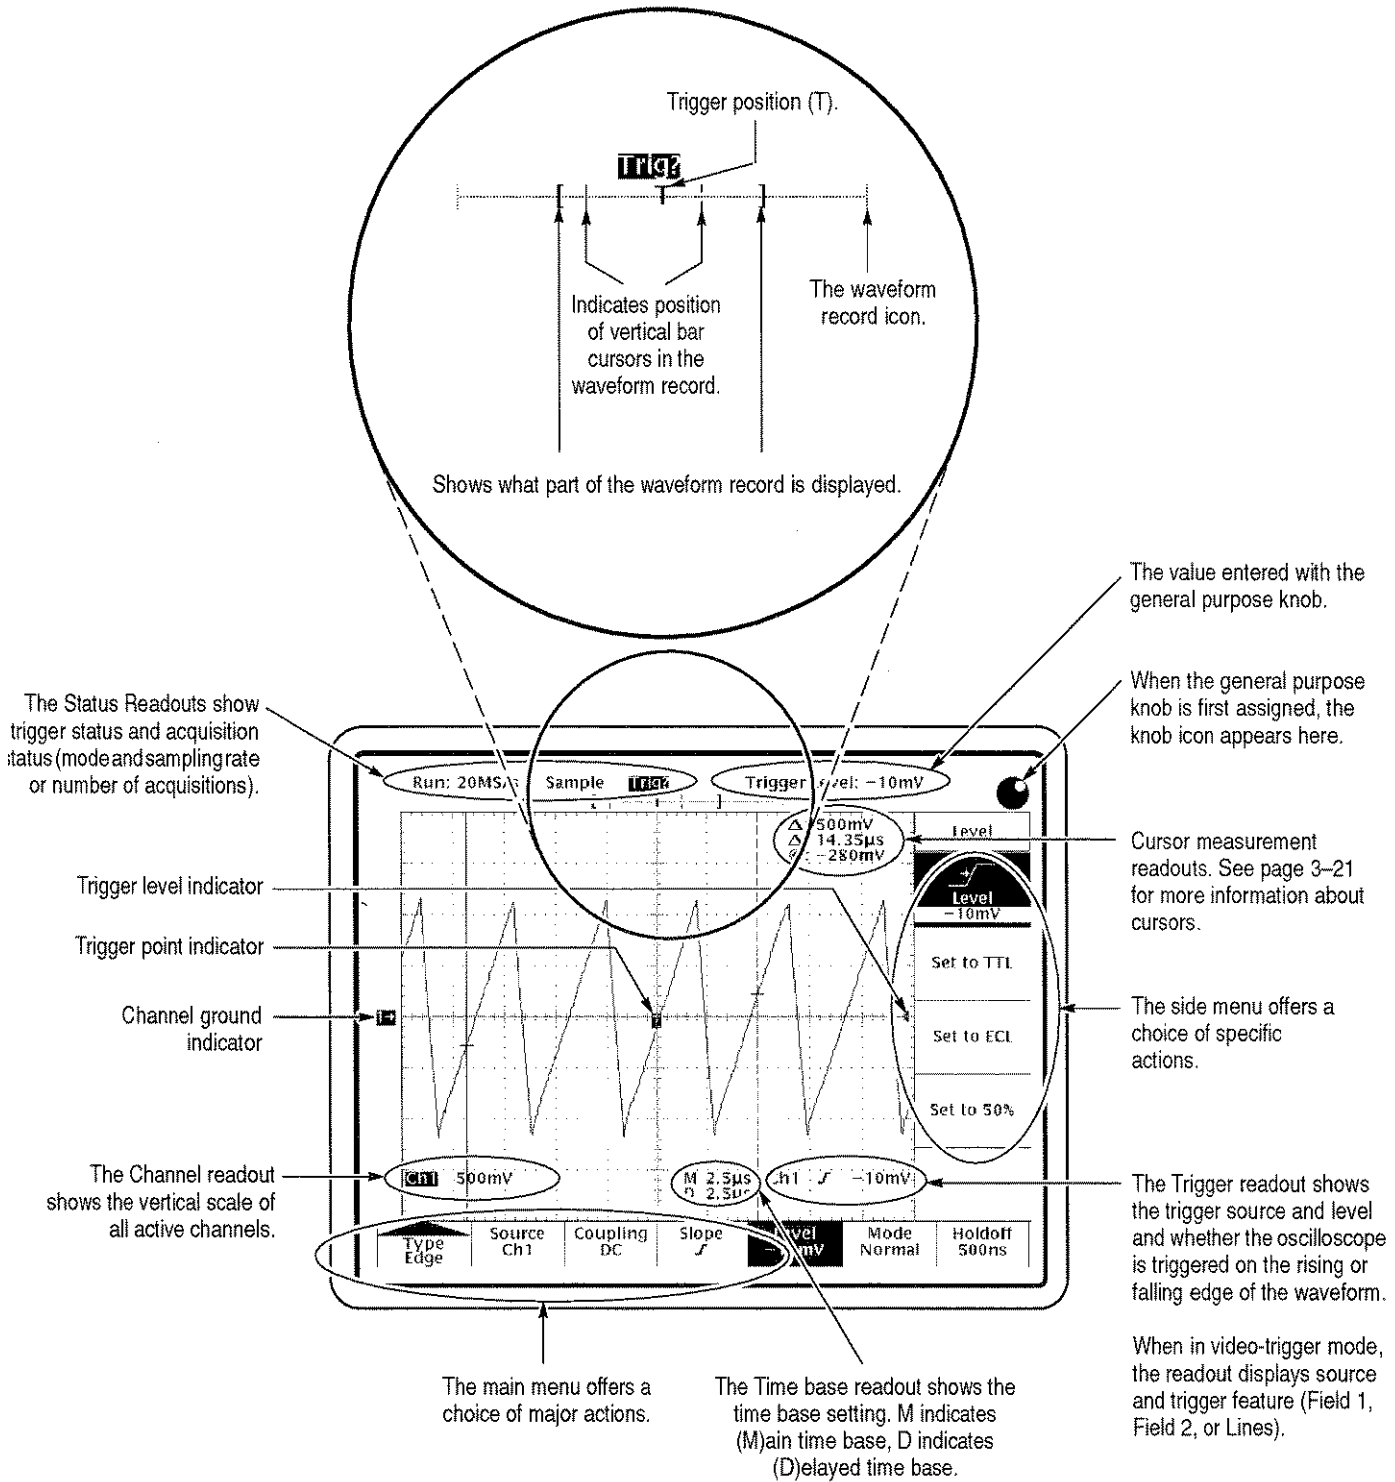 Trigger position (T).
Trig?
Indicates position
of vertical bar
cursors in the
waveform record.
The waveform
record icon.
Shows what part of the waveform record is displayed.
The value entered with the
general purpose knob.
When the general purpose
knob is first assigned, the
knob icon appears here.
The Status Readouts show
trigger status and acquisition
status (mode and sampling rate
or number of acquisitions).
Run: 20MS/s Sample Trig?
Trigger Level: −10mV
Δ: 500mV
Δ: 14.35µs
@: −280mV
Cursor measurement
readouts. See page 3–21
for more information about
cursors.
Level
Level
−10mV
Set to TTL
Set to ECL
Set to 50%
Trigger level indicator
Trigger point indicator
Channel ground
indicator
1→
T
The side menu offers a
choice of specific
actions.
The Channel readout
shows the vertical scale of
all active channels.
Ch1 500mV
M 2.5µs
D 2.5µs
Ch1 −10mV
The Trigger readout shows
the trigger source and level
and whether the oscilloscope
is triggered on the rising or
falling edge of the waveform.
When in video-trigger mode,
the readout displays source
and trigger feature (Field 1,
Field 2, or Lines).
Type
Edge
Source
Ch1
Coupling
DC
Slope
Level
−10mV
Mode
Normal
Holdoff
500ns
The main menu offers a
choice of major actions.
The Time base readout shows the
time base setting. M indicates
(M)ain time base, D indicates
(D)elayed time base.